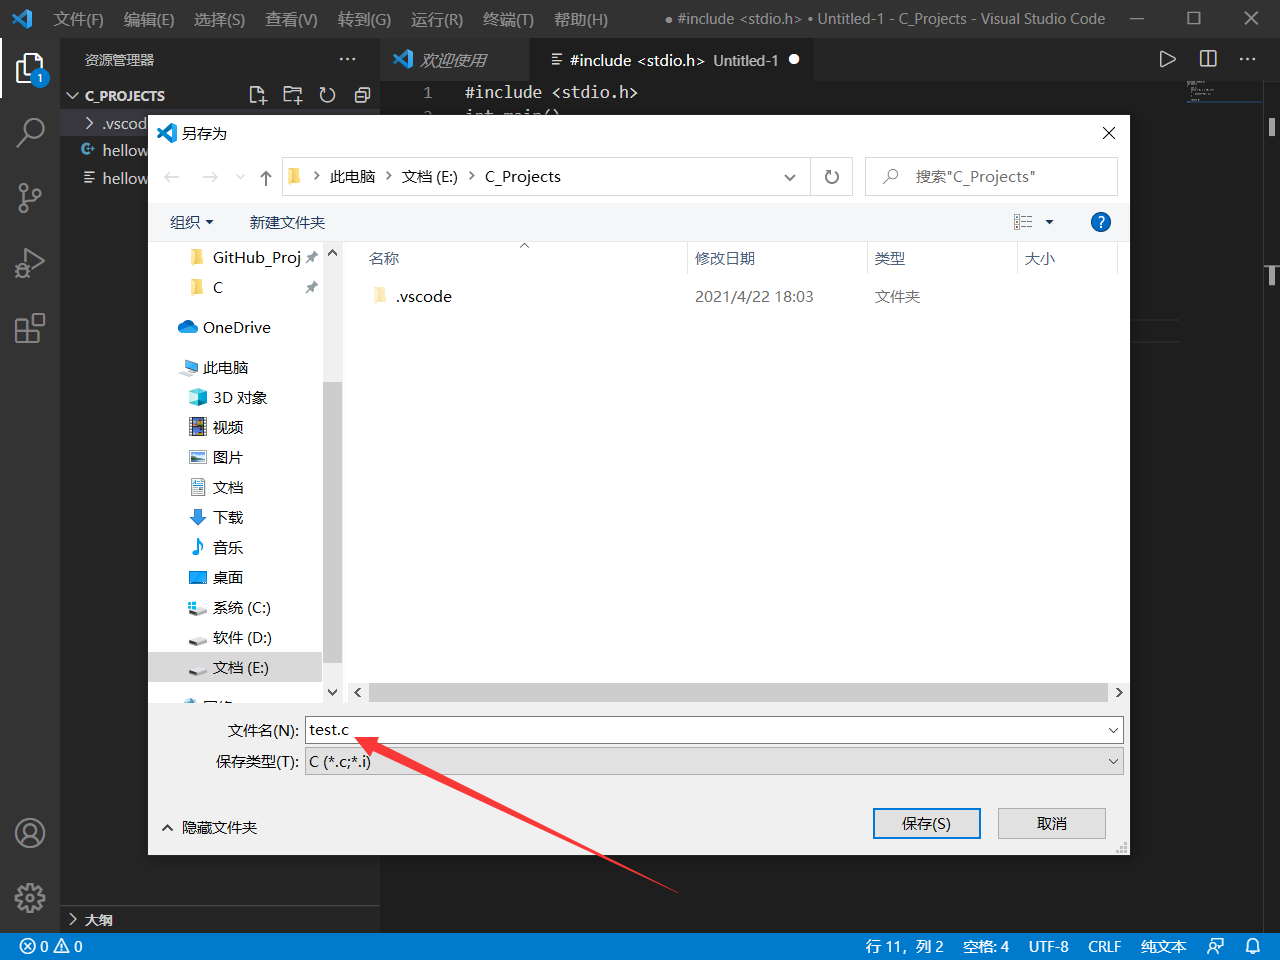 文件(F) 编辑(E) 选择(S) 查看(V) 转到(G) 运行(R) 终端(T) 帮助(H) ● #include <stdio.h> • Untitled-1 - C_Projects - Visual Studio Code
资源管理器
欢迎使用
#include <stdio.h> Untitled-1
1
C_PROJECTS
1 #include <stdio.h>
2 int main()
.vscod
hellow
hellow
另存为
此电脑 > 文档 (E:) > C_Projects
搜索"C_Projects"
组织
新建文件夹
名称 修改日期 类型 大小
.vscode 2021/4/22 18:03 文件夹
GitHub_Proj
C
OneDrive
此电脑
3D 对象
视频
图片
文档
下载
音乐
桌面
系统 (C:)
软件 (D:)
文档 (E:)
文件名(N): test.c
保存类型(T): C (*.c;*.i)
隐藏文件夹
保存(S)
取消
大纲
0 0
行 11，列 2 空格: 4 UTF-8 CRLF 纯文本